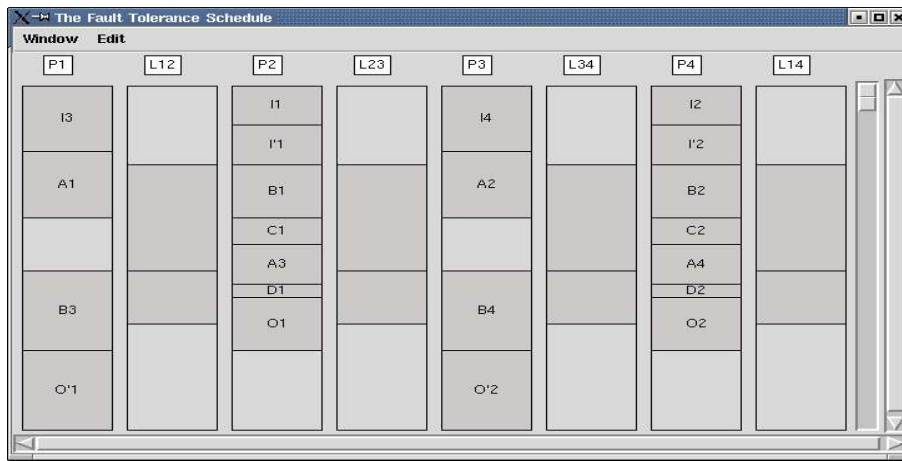 The Fault Tolerance Schedule
Window Edit
P1 L12 P2 L23 P3 L34 P4 L14
I3
A1
B3
O'1
I1
I'1
B1
C1
A3
D1
O1
I4
A2
B4
O'2
I2
I'2
B2
C2
A4
D2
O2